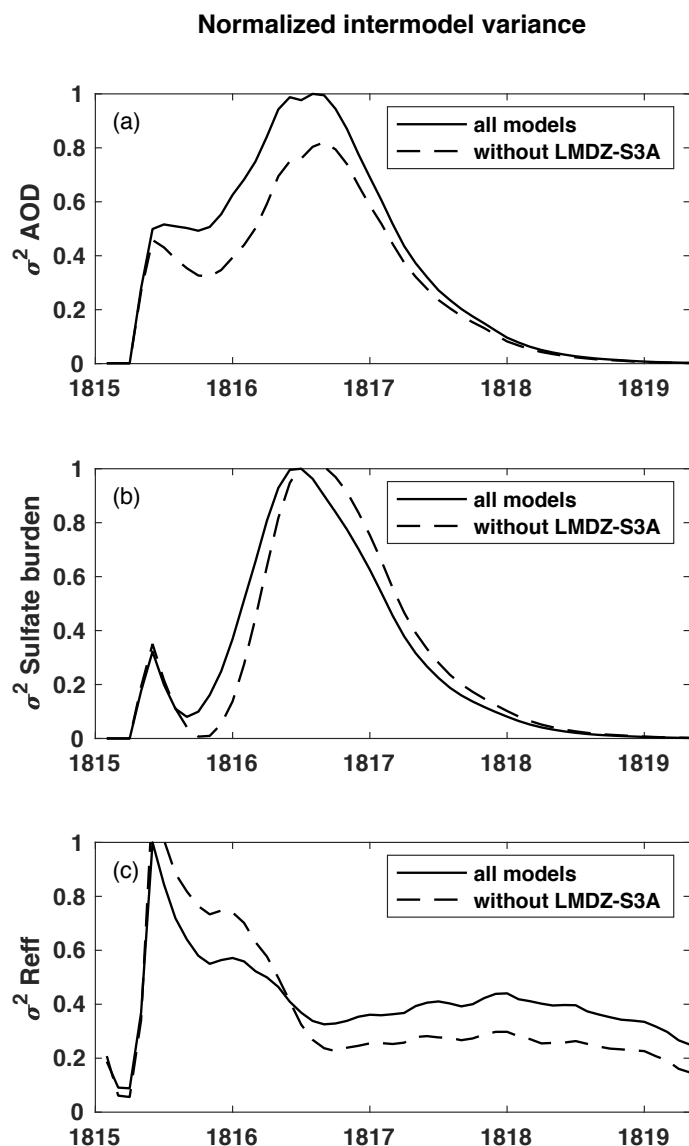 Normalized intermodel variance
(a)
all models
without LMDZ-S3A
σ² AOD
1
0.8
0.6
0.4
0.2
0
1815 1816 1817 1818 1819
(b)
all models
without LMDZ-S3A
σ² Sulfate burden
1
0.8
0.6
0.4
0.2
0
1815 1816 1817 1818 1819
(c)
all models
without LMDZ-S3A
σ² Reff
1
0.8
0.6
0.4
0.2
0
1815 1816 1817 1818 1819